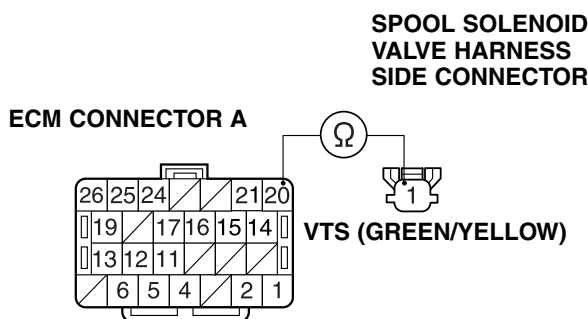 SPOOL SOLENOID
VALVE HARNESS
SIDE CONNECTOR
ECM CONNECTOR A
Ω
1
VTS (GREEN/YELLOW)
26 25 24 21 20
19 17 16 15 14
13 12 11
6 5 4 2 1